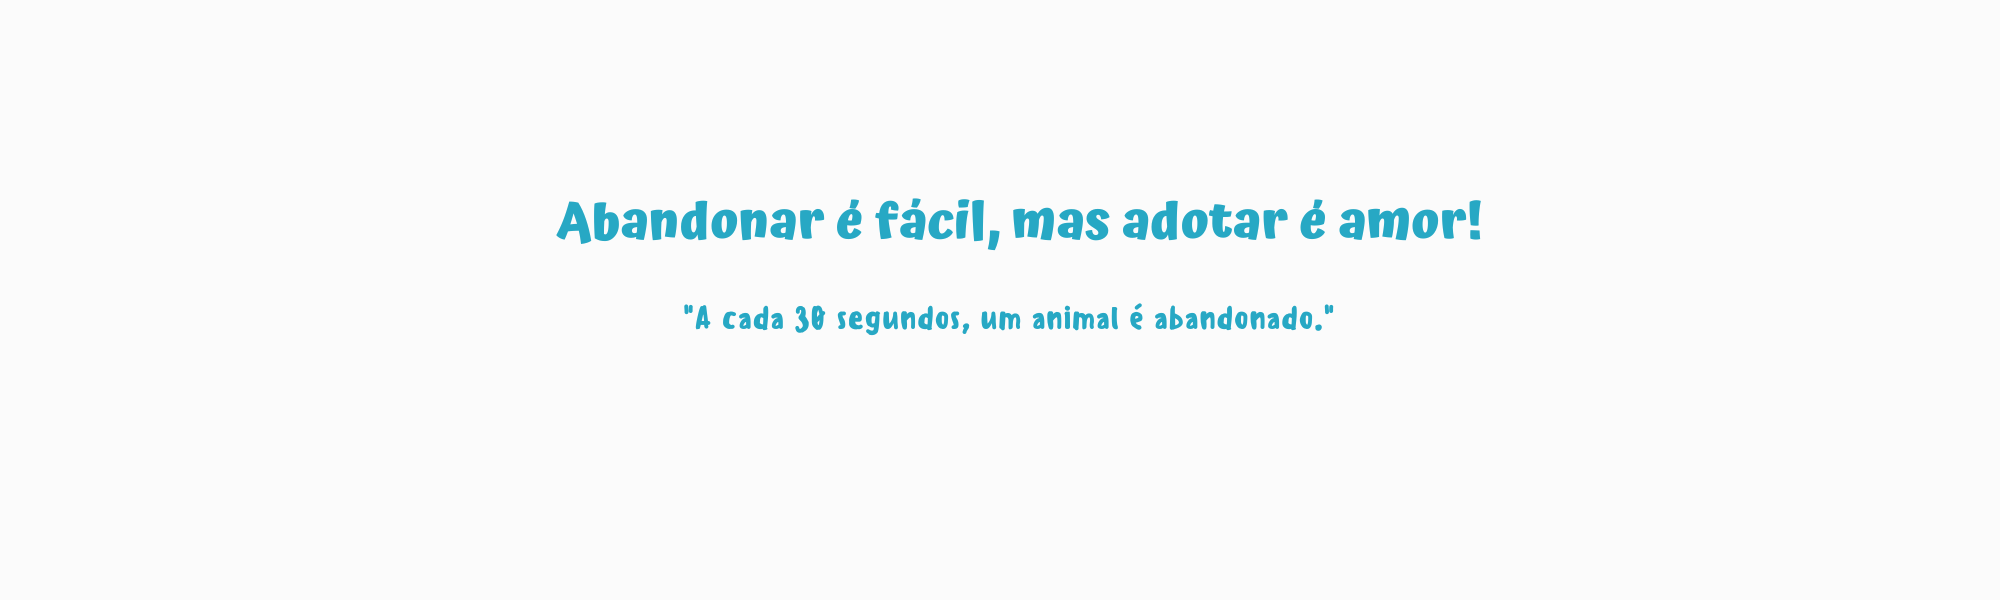 Abandonar é fácil, mas adotar é amor!
"A cada 30 segundos, um animal é abandonado."